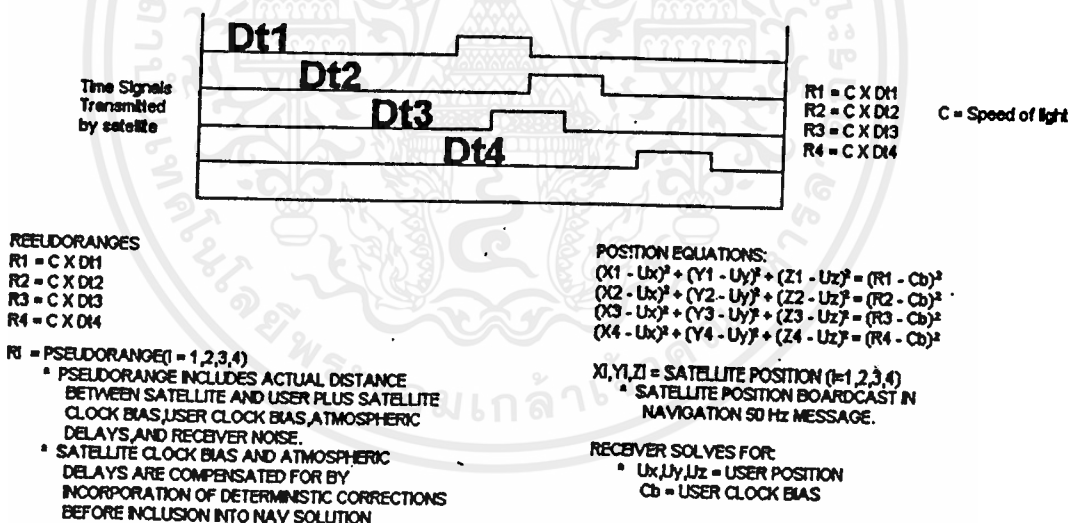 Dt1
Dt2
Dt3
Dt4
Time Signals
Transmitted
by satelite
R1 = C X Dt1
R2 = C X Dt2
R3 = C X Dt3
R4 = C X Dt4
C = Speed of light
REEUDORANGES
R1 = C X Dt1
R2 = C X Dt2
R3 = C X Dt3
R4 = C X Dt4
RI = PSEUDORANGE(I = 1,2,3,4)
* PSEUDORANGE INCLUDES ACTUAL DISTANCE
BETWEEN SATELLITE AND USER PLUS SATELLITE
CLOCK BIAS,USER CLOCK BIAS,ATMOSPHERIC
DELAYS,AND RECEIVER NOISE.
* SATELLITE CLOCK BIAS AND ATMOSPHERIC
DELAYS ARE COMPENSATED FOR BY
INCORPORATION OF DETERMINISTIC CORRECTIONS
BEFORE INCLUSION INTO NAV SOLUTION
POSITION EQUATIONS:
(X1 - Ux)² + (Y1 - Uy)² + (Z1 - Uz)² = (R1 - Cb)²
(X2 - Ux)² + (Y2 - Uy)² + (Z2 - Uz)² = (R2 - Cb)²
(X3 - Ux)² + (Y3 - Uy)² + (Z3 - Uz)² = (R3 - Cb)²
(X4 - Ux)² + (Y4 - Uy)² + (Z4 - Uz)² = (R4 - Cb)²
XI,YI,ZI = SATELLITE POSITION (I=1,2,3,4)
* SATELLITE POSITION BOARDCAST IN
NAVIGATION 50 Hz MESSAGE.
RECEIVER SOLVES FOR:
* Ux,Uy,Uz = USER POSITION
Cb = USER CLOCK BIAS